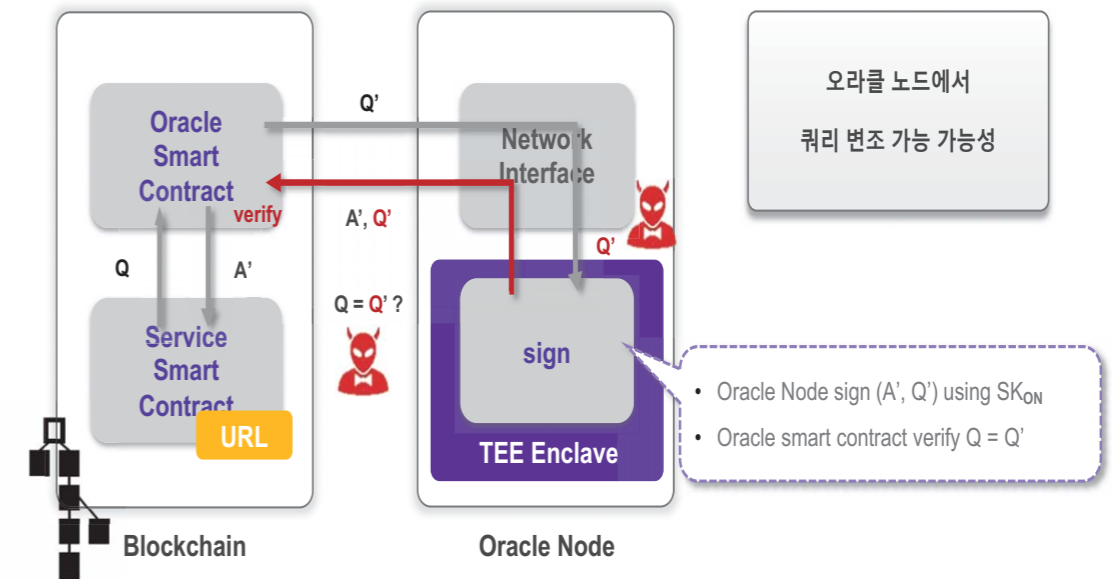 Oracle
Smart
Contract
verify
Q
A’
Service
Smart
Contract
URL
Blockchain
Q’
A’, Q’
Q = Q’ ?
Network
Interface
Q’
sign
TEE Enclave
Oracle Node
오라클 노드에서
쿼리 변조 가능 가능성
• Oracle Node sign (A’, Q’) using SKON
• Oracle smart contract verify Q = Q’